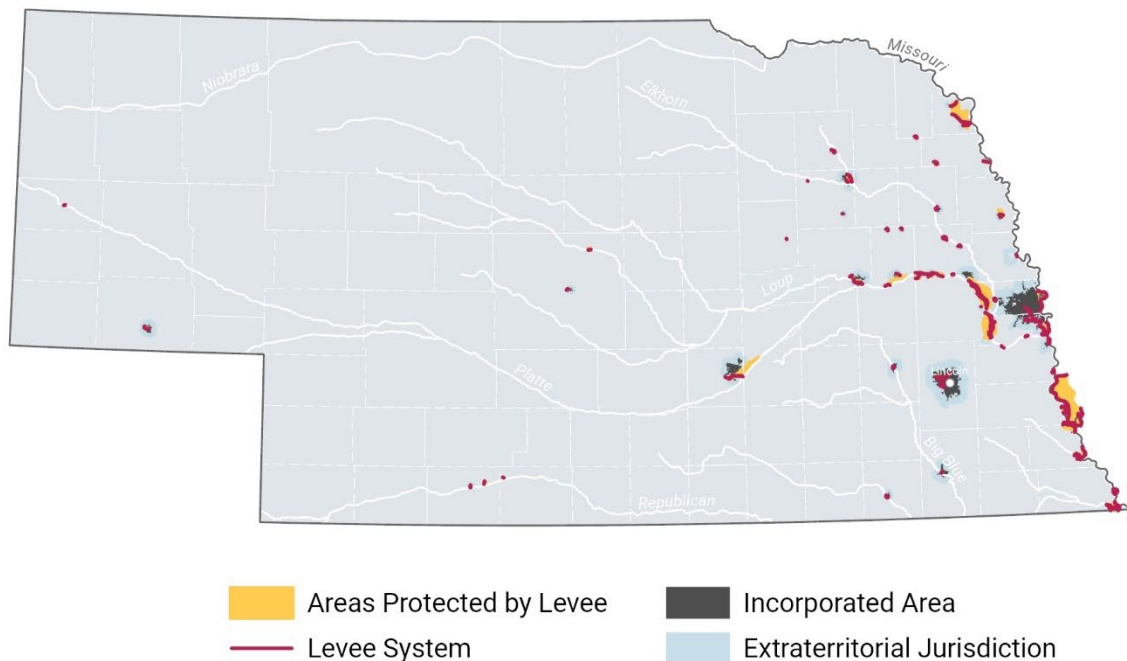 Missouri
Niobrara
Elkhorn
Loup
Platte
Lincoln
Big Blue
Republican
Areas Protected by Levee
Incorporated Area
Levee System
Extraterritorial Jurisdiction